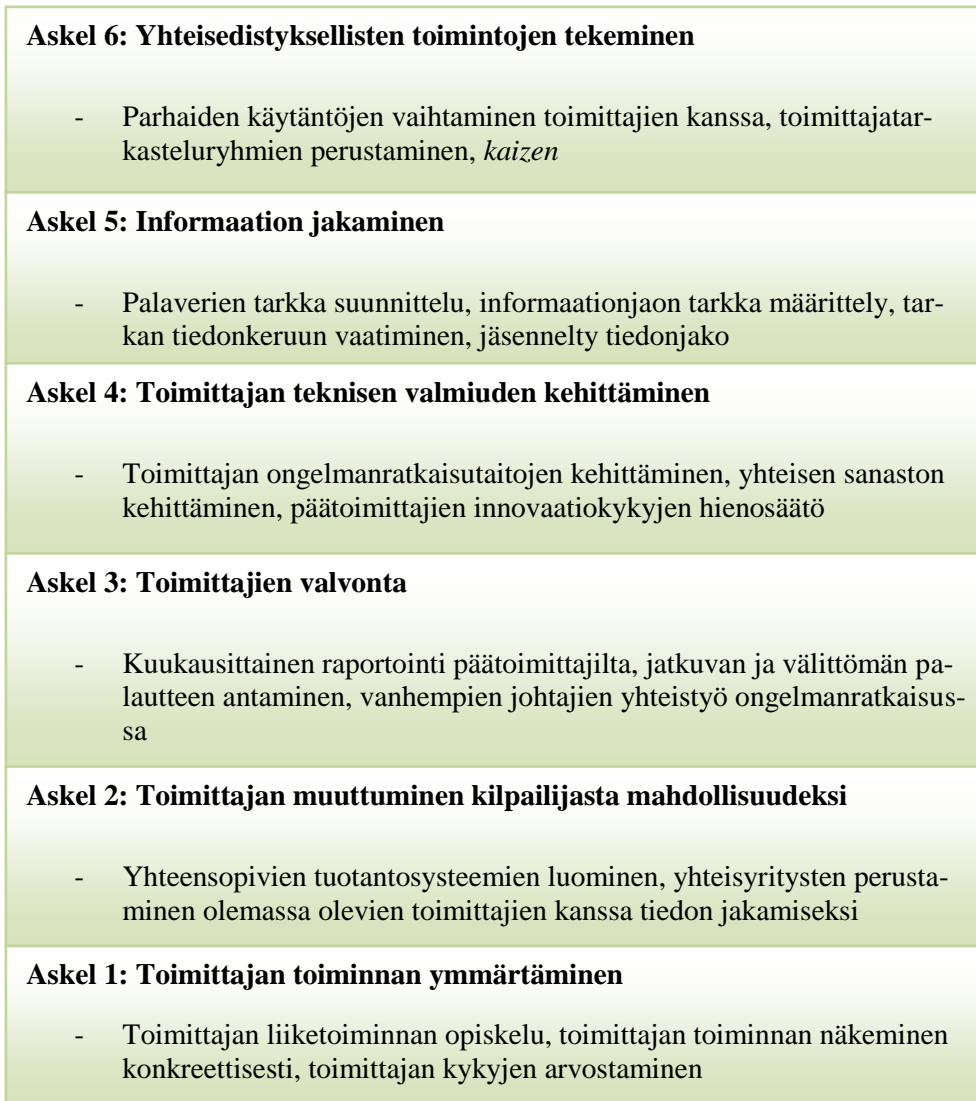 Askel 6: Yhteisedistyksellisten toimintojen tekeminen
- Parhaiden käytäntöjen vaihtaminen toimittajien kanssa, toimittajatar-
kasteluryhmien perustaminen, kaizen
Askel 5: Informaation jakaminen
- Palaverien tarkka suunnittelu, informaationjaon tarkka määrittely, tar-
kan tiedonkeruun vaatiminen, jäsennelty tiedonjako
Askel 4: Toimittajan teknisen valmiuden kehittäminen
- Toimittajan ongelmanratkaisutaitojen kehittäminen, yhteisen sanaston
kehittäminen, päätoimittajien innovaatiokykyjen hienosäätö
Askel 3: Toimittajien valvonta
- Kuukausittainen raportointi päätoimittajilta, jatkuvan ja välittömän pa-
lautteen antaminen, vanhempien johtajien yhteistyö ongelmanratkaisus-
sa
Askel 2: Toimittajan muuttuminen kilpailijasta mahdollisuudeksi
- Yhteensopivien tuotantosysteemien luominen, yhteisyritysten perusta-
minen olemassa olevien toimittajien kanssa tiedon jakamiseksi
Askel 1: Toimittajan toiminnan ymmärtäminen
- Toimittajan liiketoiminnan opiskelu, toimittajan toiminnan näkeminen
konkreettisesti, toimittajan kykyjen arvostaminen